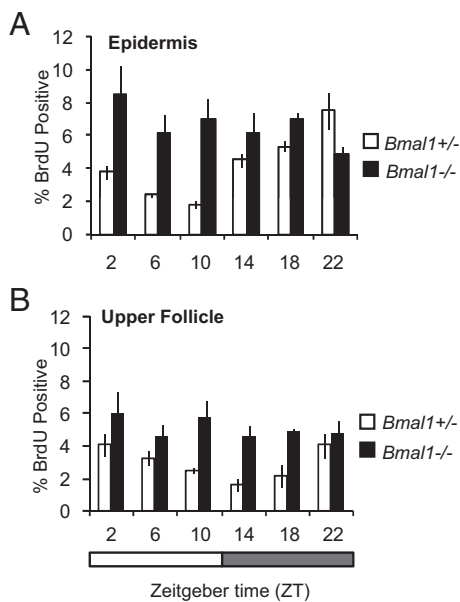 A
Epidermis
% BrdU Positive
12
10
8
6
4
2
0
2 6 10 14 18 22
Bmal1+/-
Bmal1-/-
B
Upper Follicle
% BrdU Positive
12
10
8
6
4
2
0
2 6 10 14 18 22
Bmal1+/-
Bmal1-/-
Zeitgeber time (ZT)